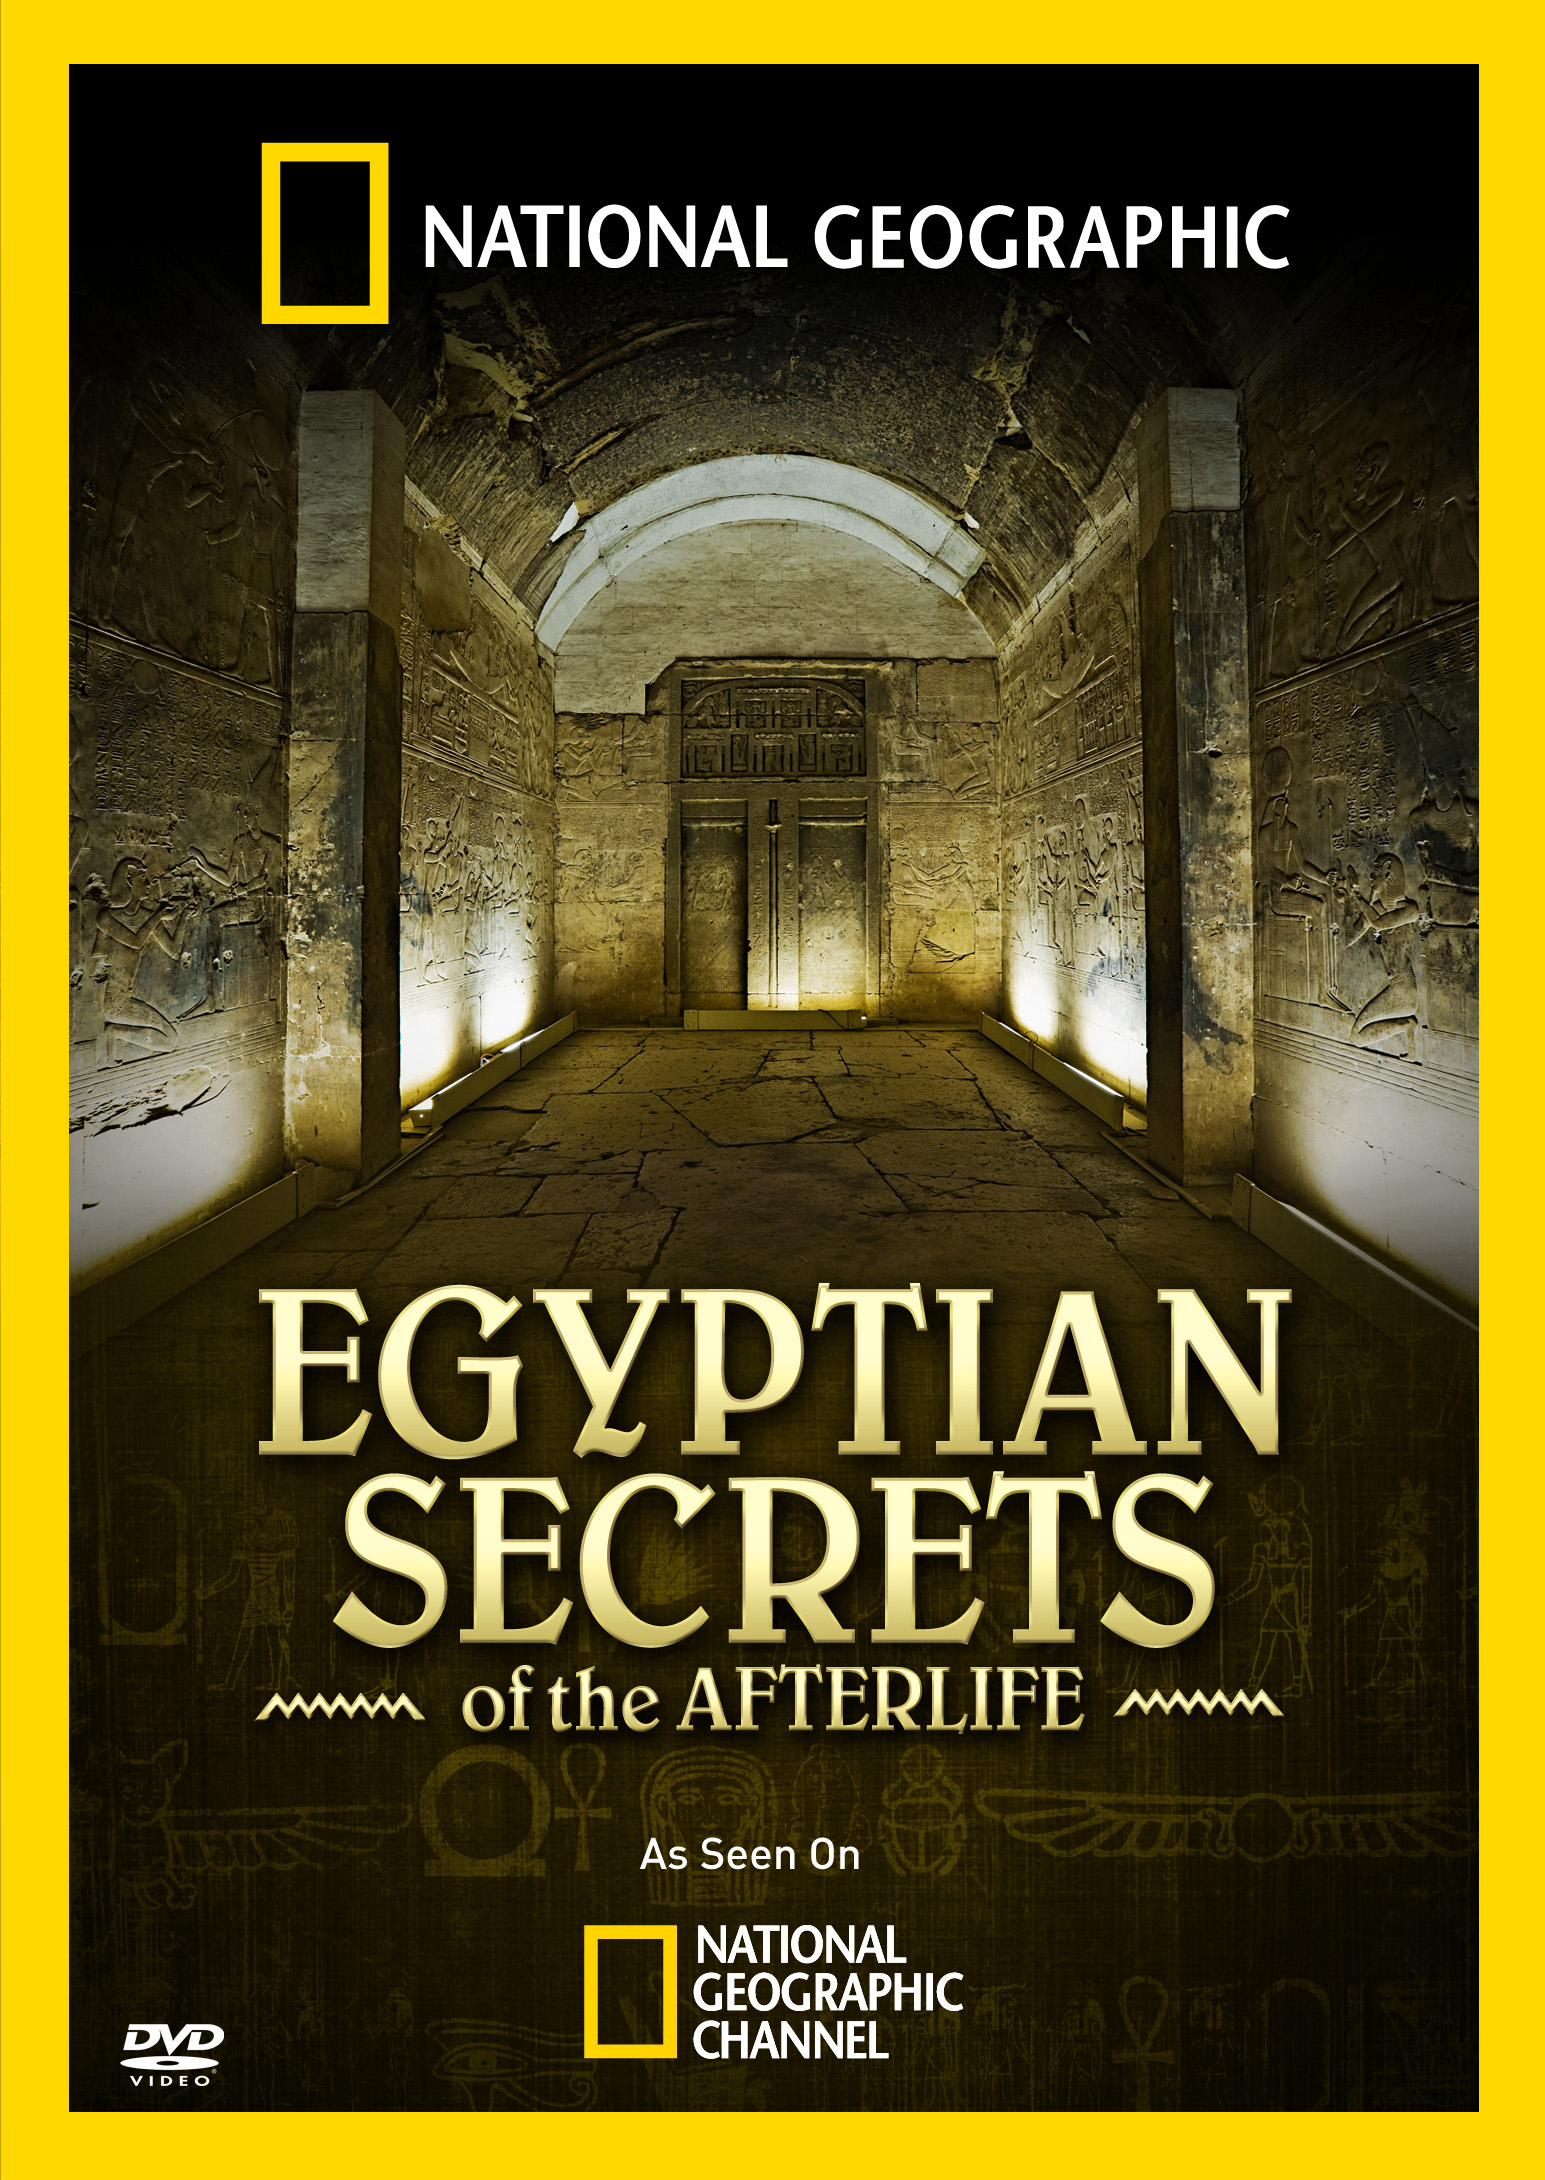 NATIONAL GEOGRAPHIC
EGYPTIAN
SECRETS
of the AFTERLIFE
As Seen On
NATIONAL
GEOGRAPHIC
CHANNEL
DVD
VIDEO